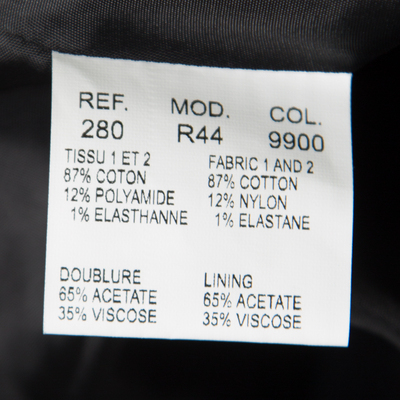 REF. MOD. COL.
280 R44 9900
TISSU 1 ET 2 FABRIC 1 AND 2
87% COTON 87% COTTON
12% POLYAMIDE 12% NYLON
1% ELASTHANNE 1% ELASTANE
DOUBLURE LINING
65% ACETATE 65% ACETATE
35% VISCOSE 35% VISCOSE